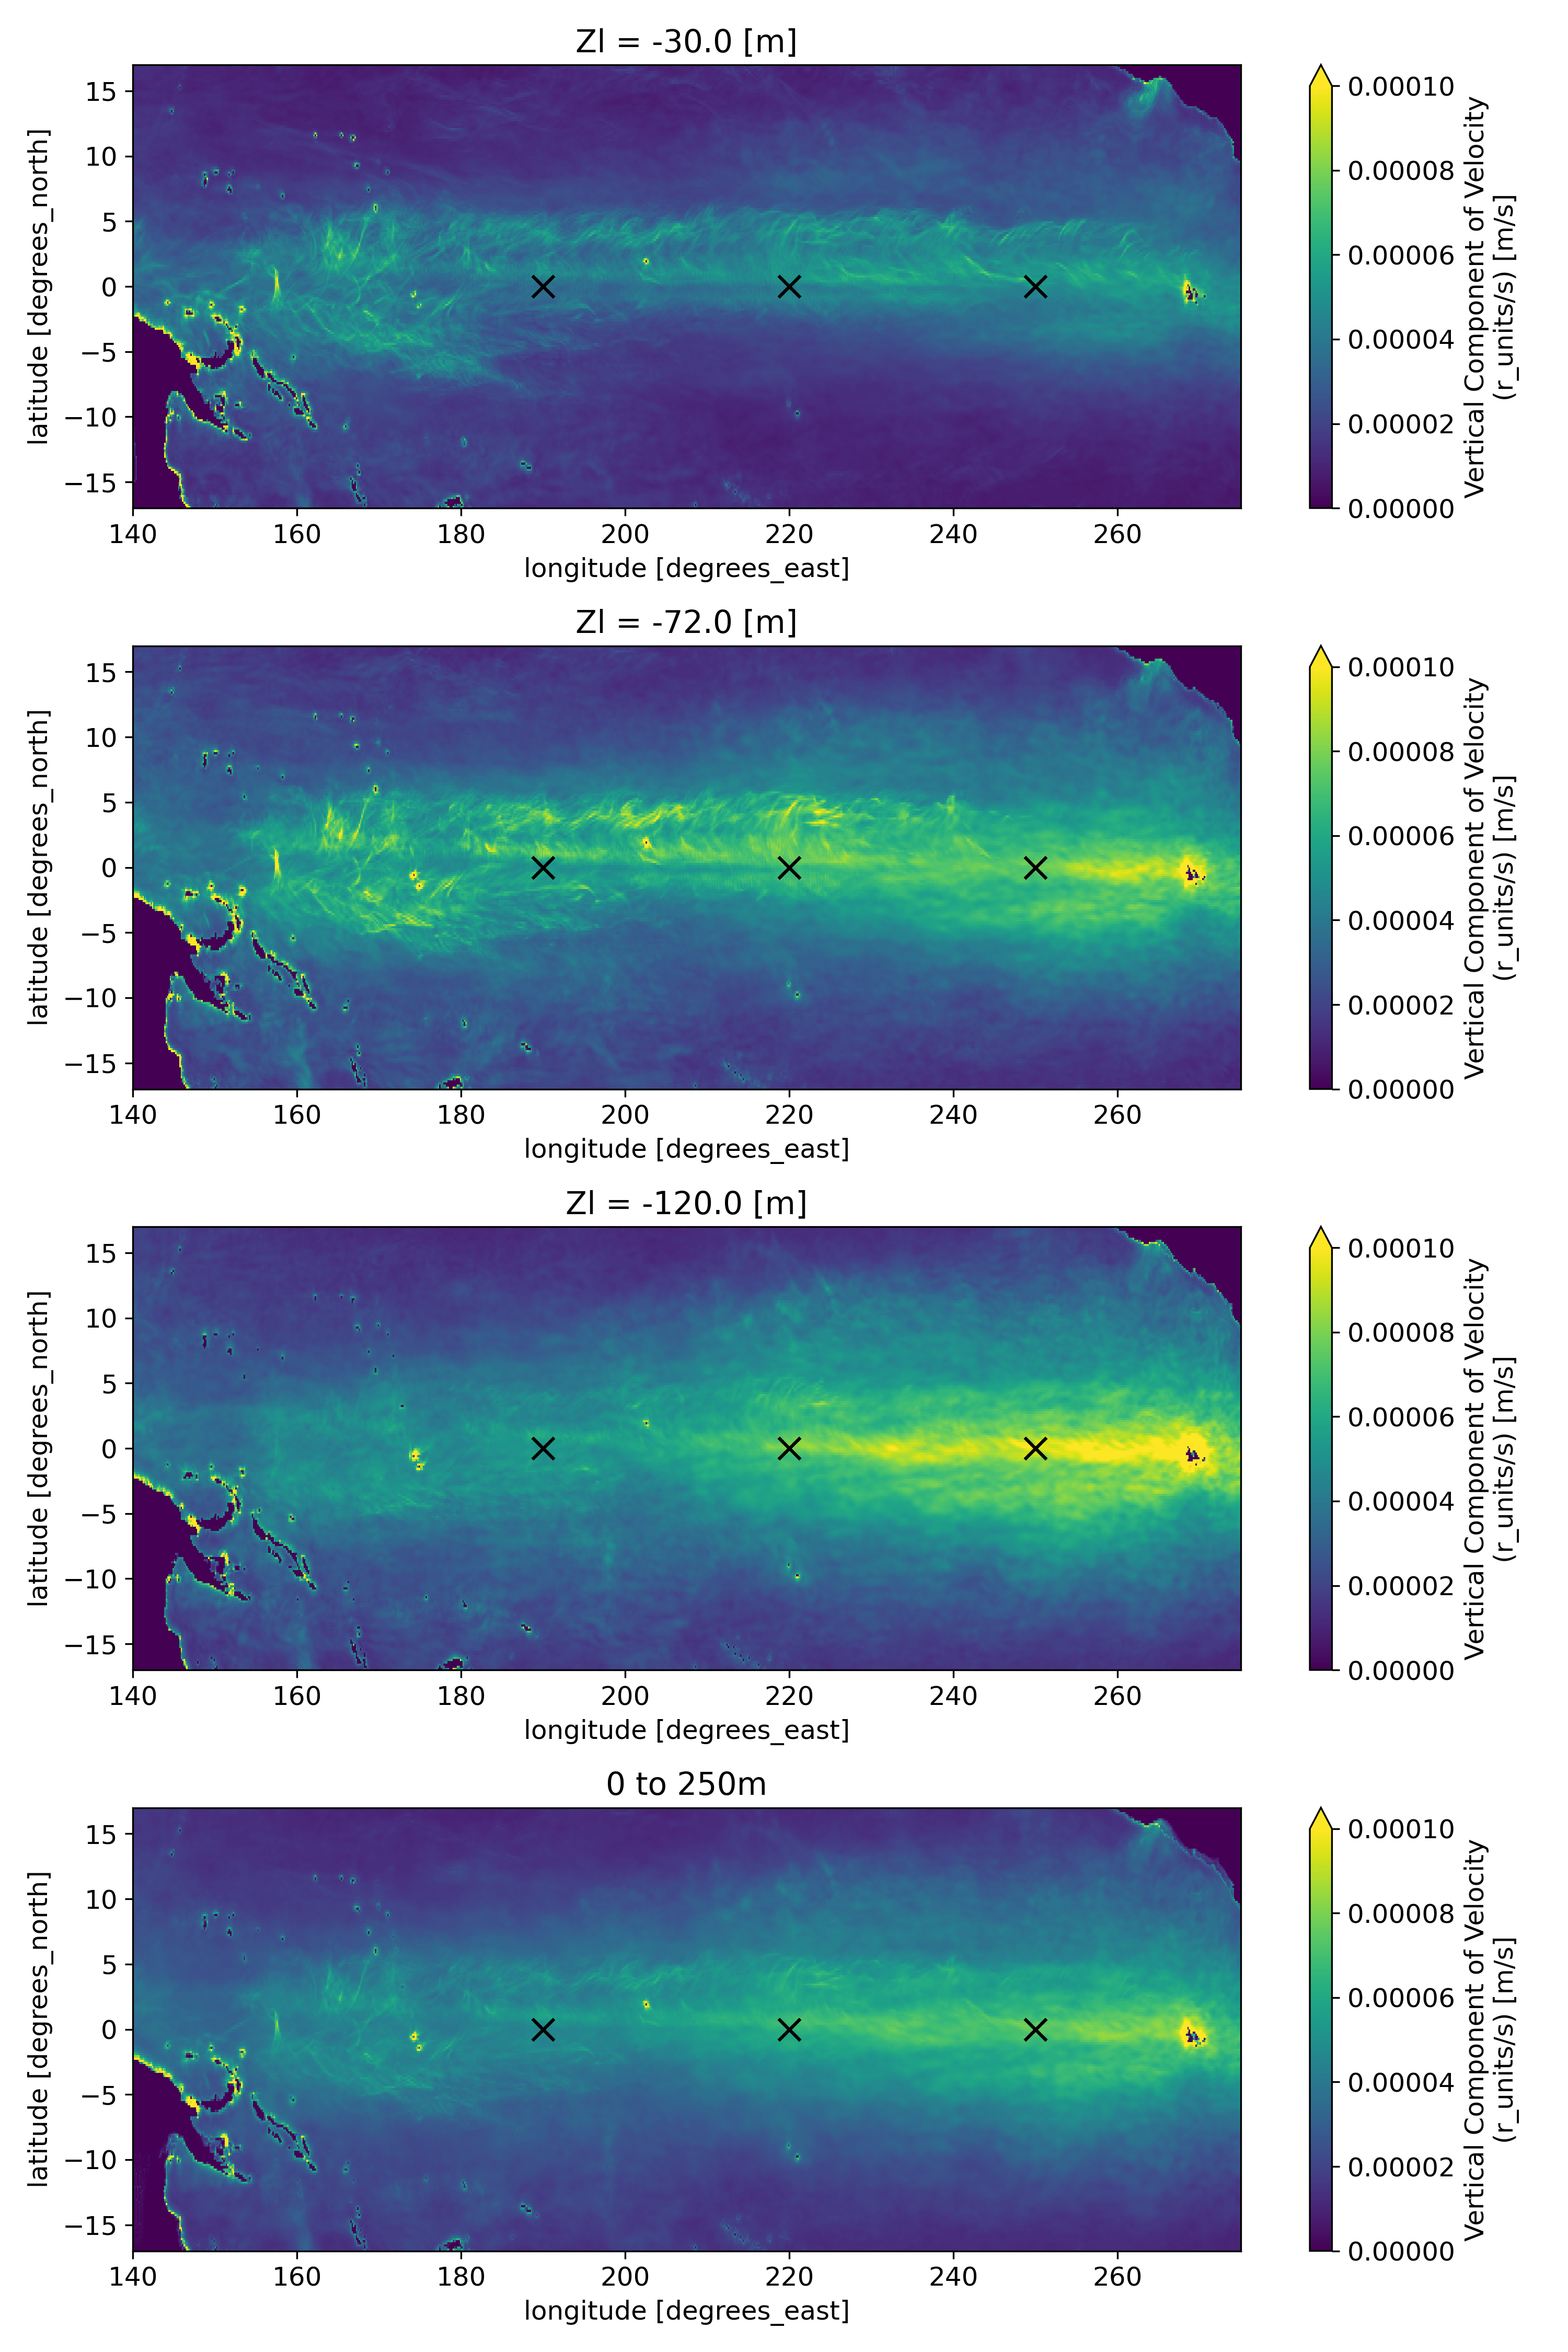 Zl = -30.0 [m]
15
10
5
0
−5
−10
−15
latitude [degrees_north]
140 160 180 200 220 240 260
longitude [degrees_east]
0.00010
0.00008
0.00006
0.00004
0.00002
0.00000
Vertical Component of Velocity
(r_units/s) [m/s]
Zl = -72.0 [m]
15
10
5
0
−5
−10
−15
latitude [degrees_north]
140 160 180 200 220 240 260
longitude [degrees_east]
0.00010
0.00008
0.00006
0.00004
0.00002
0.00000
Vertical Component of Velocity
(r_units/s) [m/s]
Zl = -120.0 [m]
15
10
5
0
−5
−10
−15
latitude [degrees_north]
140 160 180 200 220 240 260
longitude [degrees_east]
0.00010
0.00008
0.00006
0.00004
0.00002
0.00000
Vertical Component of Velocity
(r_units/s) [m/s]
0 to 250m
15
10
5
0
−5
−10
−15
latitude [degrees_north]
140 160 180 200 220 240 260
longitude [degrees_east]
0.00010
0.00008
0.00006
0.00004
0.00002
0.00000
Vertical Component of Velocity
(r_units/s) [m/s]